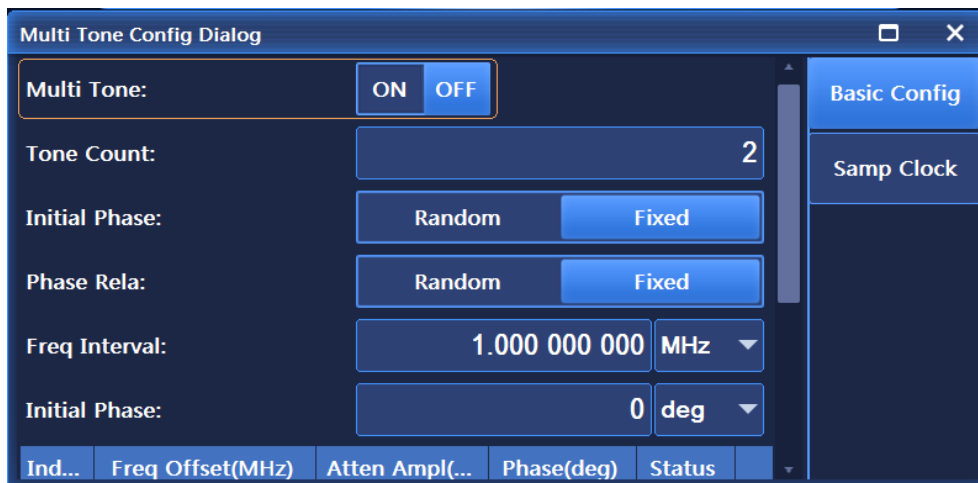 Multi Tone Config Dialog
Multi Tone: ON OFF
Basic Config
Tone Count: 2
Samp Clock
Initial Phase: Random Fixed
Phase Rela: Random Fixed
Freq Interval: 1.000 000 000 MHz
Initial Phase: 0 deg
Ind... Freq Offset(MHz) Atten Ampl(... Phase(deg) Status